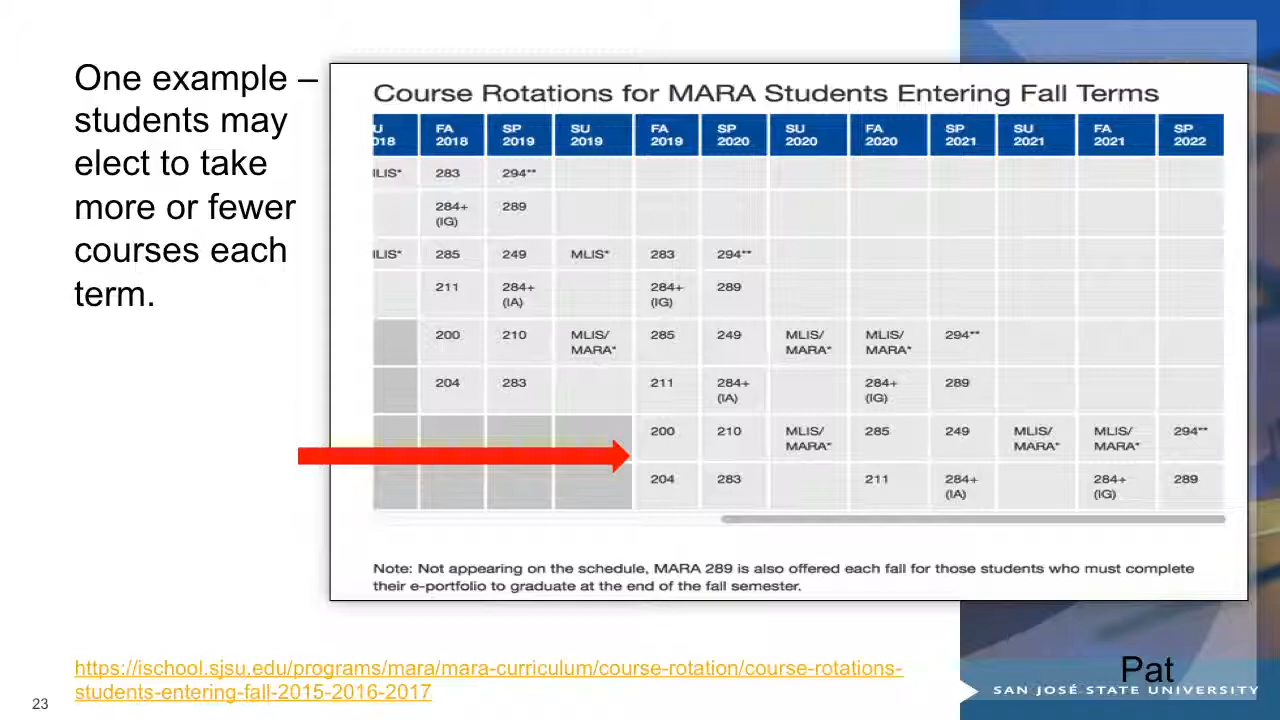 One example –
students may
elect to take
more or fewer
courses each
term.
Course Rotations for MARA Students Entering Fall Terms
U 018 FA 2018 SP 2019 SU 2019 FA 2019 SP 2020 SU 2020 FA 2020 SP 2021 SU 2021 FA 2021 SP 2022
ILIS* 283 294**
284+ (IG) 289
ILIS* 285 249 MLIS* 283 294**
211 284+ (IA) 284+ (IG) 289
200 210 MLIS/ MARA* 285 249 MLIS/ MARA* MLIS/ MARA* 294**
204 283 211 284+ (IA) 284+ (IG) 289
200 210 MLIS/ MARA* 285 249 MLIS/ MARA* MLIS/ MARA* 294**
204 283 211 284+ (IA) 284+ (IG) 289
Note: Not appearing on the schedule, MARA 289 is also offered each fall for those students who must complete
their e-portfolio to graduate at the end of the fall semester.
https://ischool.sjsu.edu/programs/mara/mara-curriculum/course-rotation/course-rotations-
students-entering-fall-2015-2016-2017
Pat
SAN JOSÉ STATE UNIVERSITY
23